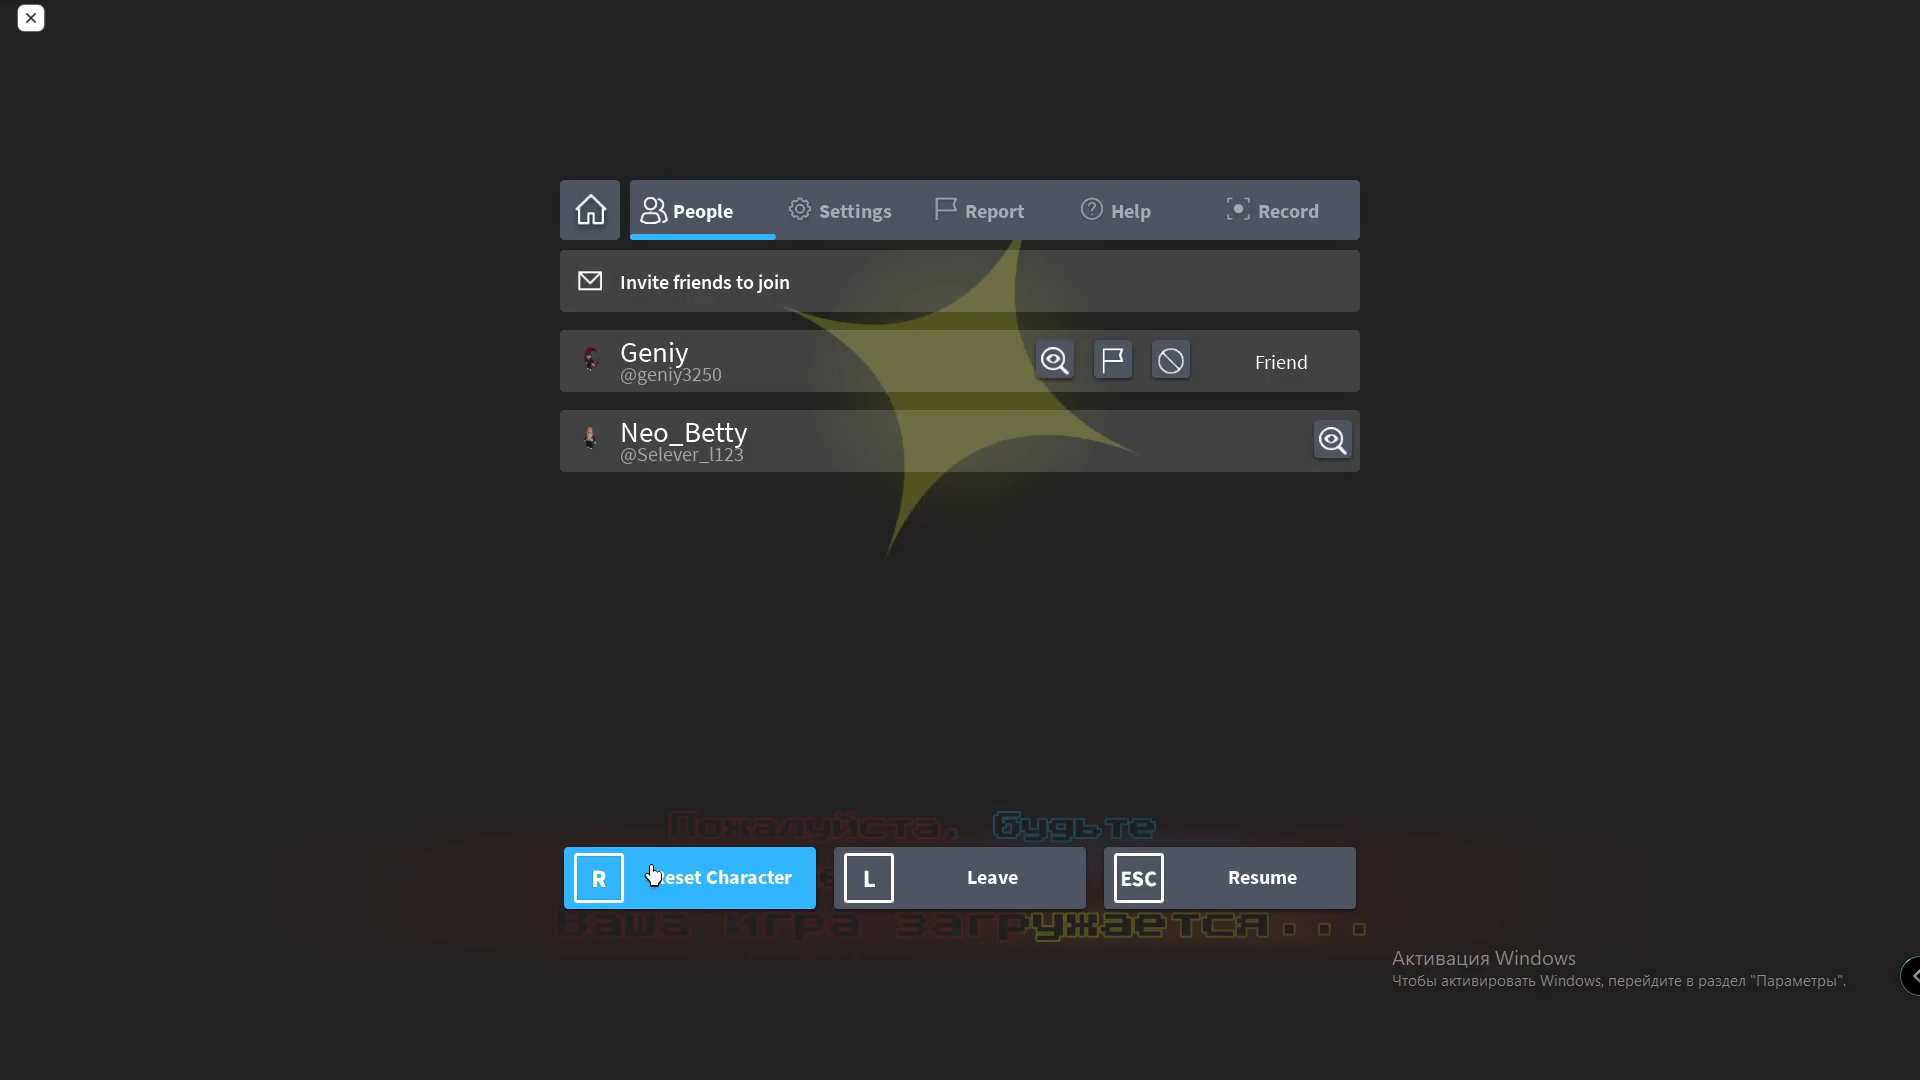 People
Settings
Report
Help
Record
Invite friends to join
Geniy
@geniy3250
Friend
Neo_Betty
@Selever_l123
Пожалуйста, будьте
R
Reset Character
L
Leave
ESC
Resume
Ваша игра загружается...
Активация Windows
Чтобы активировать Windows, перейдите в раздел "Параметры".